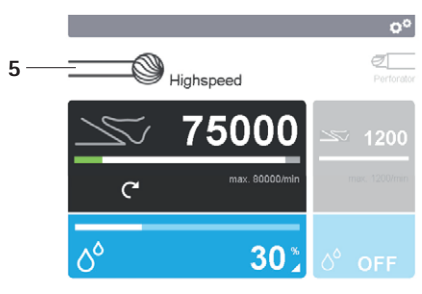 5
Highspeed
Perforator
75000
1200
max. 80000/min
max. 1200/min
30 %
OFF